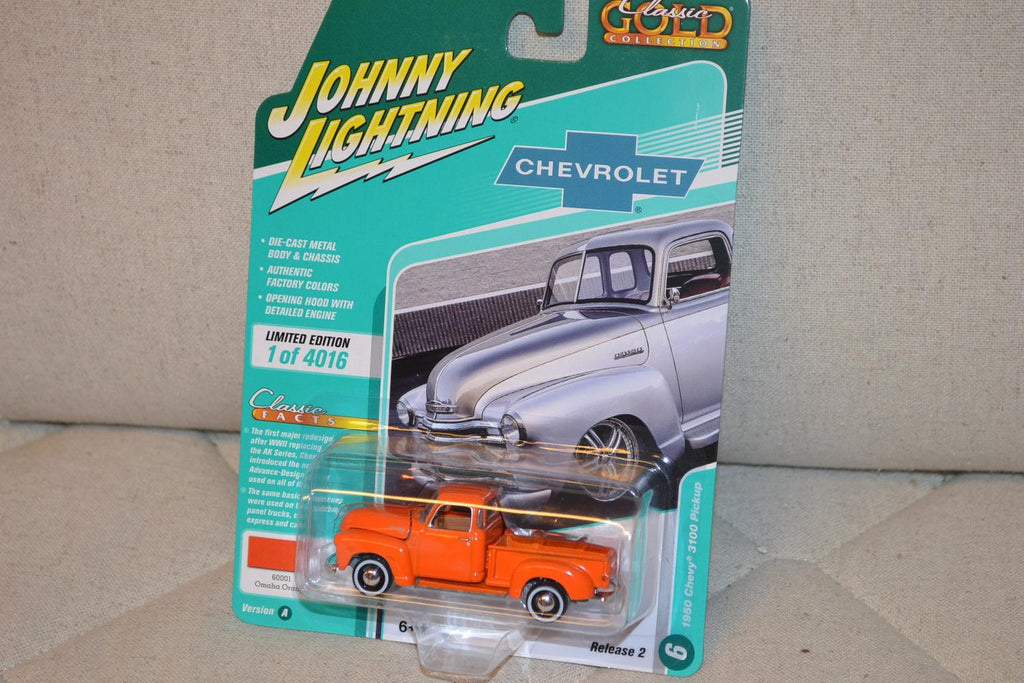 Classic
GOLD
COLLECTION
JOHNNY
LIGHTNING®
CHEVROLET
®
• DIE-CAST METAL
BODY & CHASSIS
• AUTHENTIC
FACTORY COLORS
• OPENING HOOD WITH
DETAILED ENGINE
LIMITED EDITION
1 of 4016
Classic
FACTS
The first major redesign
after WWII replacing
the AK Series,
introduced the
Advance-Design
used on all of
The same basic
were used on
panel trucks,
express and
60001
Omaha
Version A
Release 2
6
1950 Chevy® 3100 Pickup